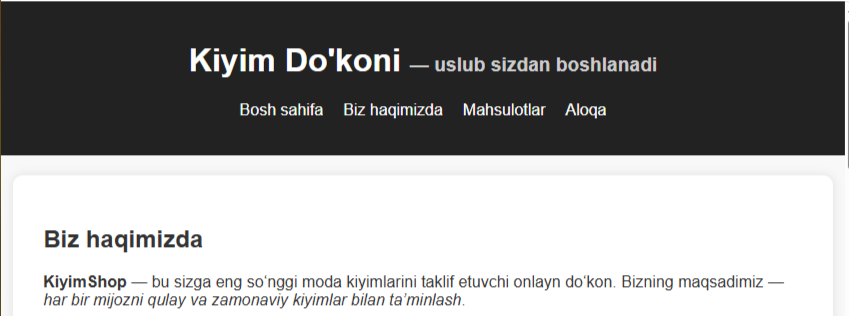 Kiyim Do'koni — uslub sizdan boshlanadi
Bosh sahifa Biz haqimizda Mahsulotlar Aloqa
Biz haqimizda
KiyimShop — bu sizga eng so‘nggi moda kiyimlarini taklif etuvchi onlayn do‘kon. Bizning maqsadimiz —
har bir mijozni qulay va zamonaviy kiyimlar bilan ta’minlash.